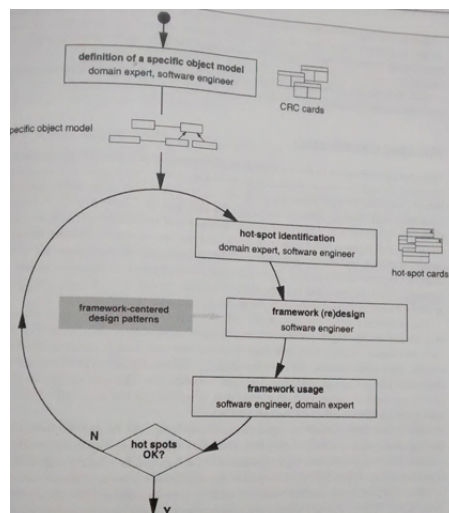 definition of a specific object model
domain expert, software engineer
CRC cards
pecific object model
hot-spot identification
domain expert, software engineer
hot-spot cards
framework-centered
design patterns
framework (re)design
software engineer
framework usage
software engineer, domain expert
N
hot spots
OK?
Y